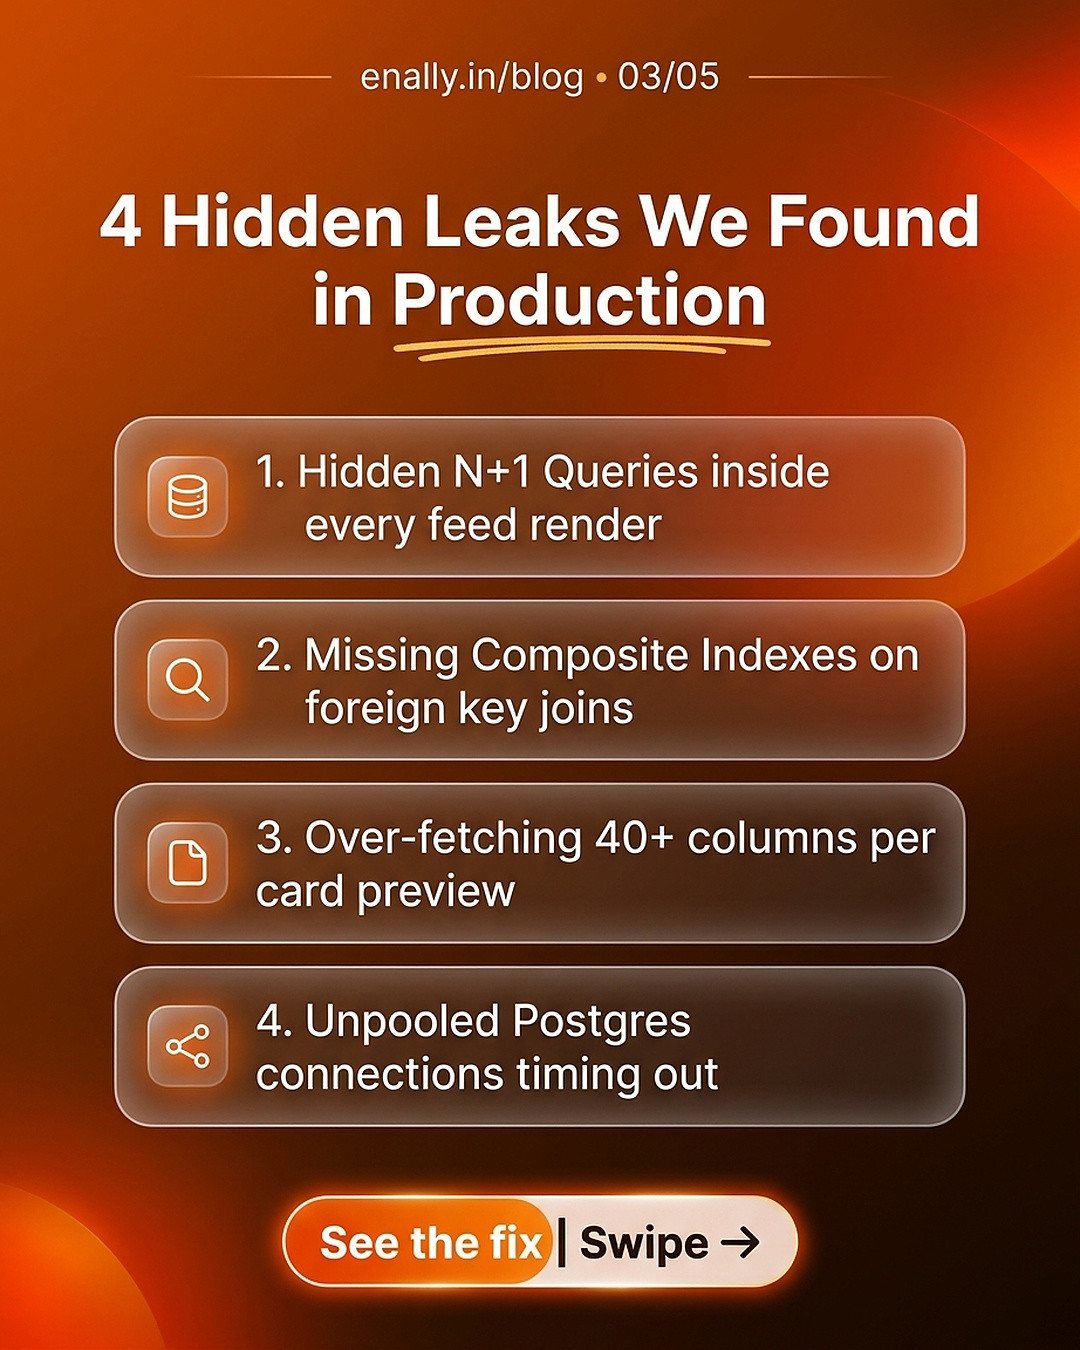 enally.in/blog • 03/05
4 Hidden Leaks We Found
in Production
1. Hidden N+1 Queries inside
every feed render
2. Missing Composite Indexes on
foreign key joins
3. Over-fetching 40+ columns per
card preview
4. Unpooled Postgres
connections timing out
See the fix | Swipe →